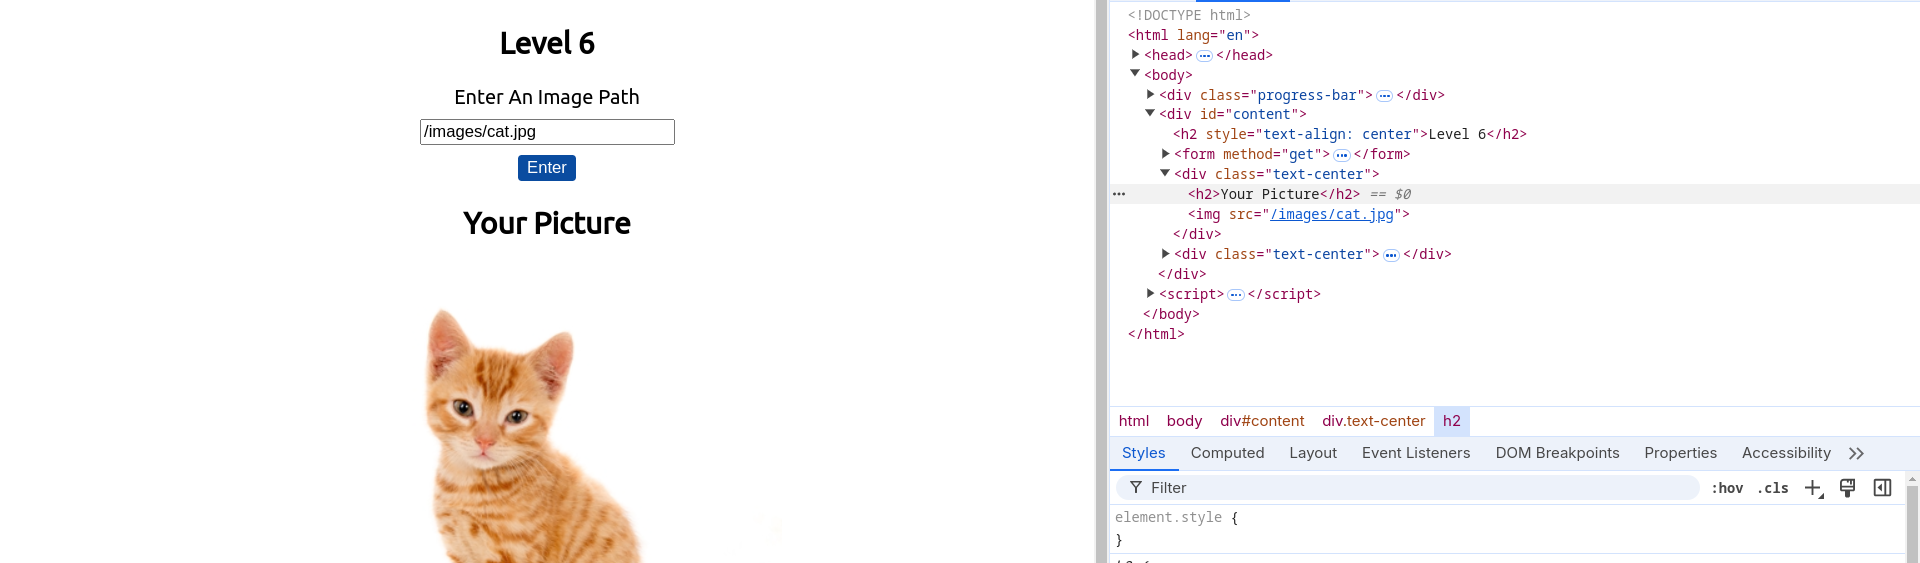 Level 6
Enter An Image Path
/images/cat.jpg
Enter
Your Picture
<!DOCTYPE html>
<html lang="en">
<head> ··· </head>
<body>
<div class="progress-bar"> ··· </div>
<div id="content">
<h2 style="text-align: center">Level 6</h2>
<form method="get"> ··· </form>
<div class="text-center">
<h2>Your Picture</h2> == $0
<img src="/images/cat.jpg">
</div>
<div class="text-center"> ··· </div>
</div>
<script> ··· </script>
</body>
</html>
html body div#content div.text-center h2
Styles Computed Layout Event Listeners DOM Breakpoints Properties Accessibility
Filter :hov .cls
element.style {
}